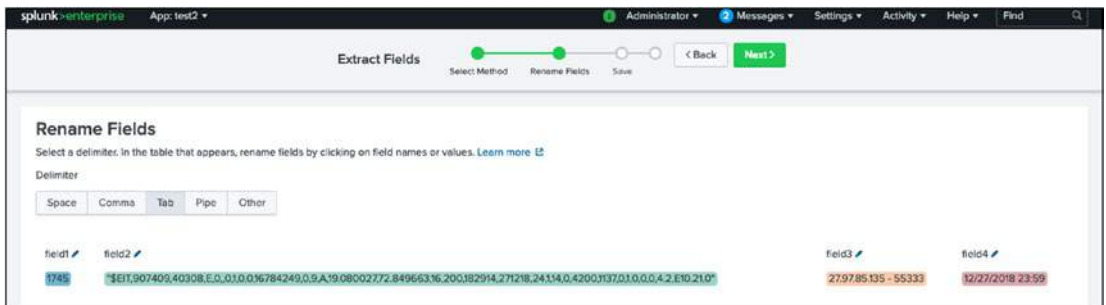 splunk>enterprise App: test2 Administrator 2 Messages Settings Activity Help Find
Extract Fields Select Method Rename Fields Save < Back Next >
Rename Fields
Select a delimiter. In the table that appears, rename fields by clicking on field names or values. Learn more
Delimiter
Space Comma Tab Pipe Other
field1 field2 field3 field4
1745 27.97.85.135 - 55333 12/27/2018 23:59